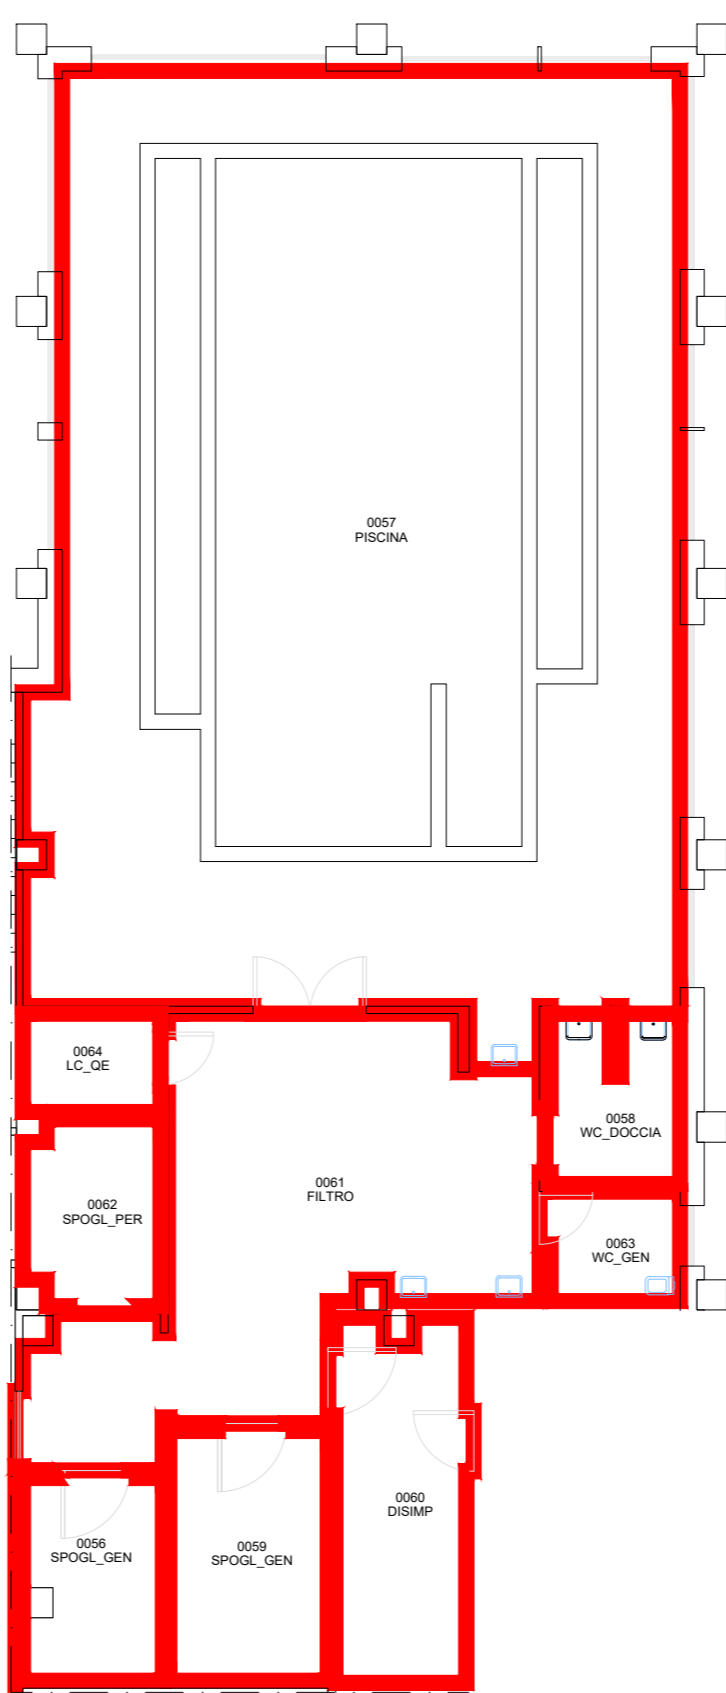 0057
PISCINA
0064
LC_QE
0058
WC_DOCCIA
0061
FILTRO
0062
SPOGL_PER
0063
WC_GEN
0060
DISIMP
0056
SPOGL_GEN
0059
SPOGL_GEN